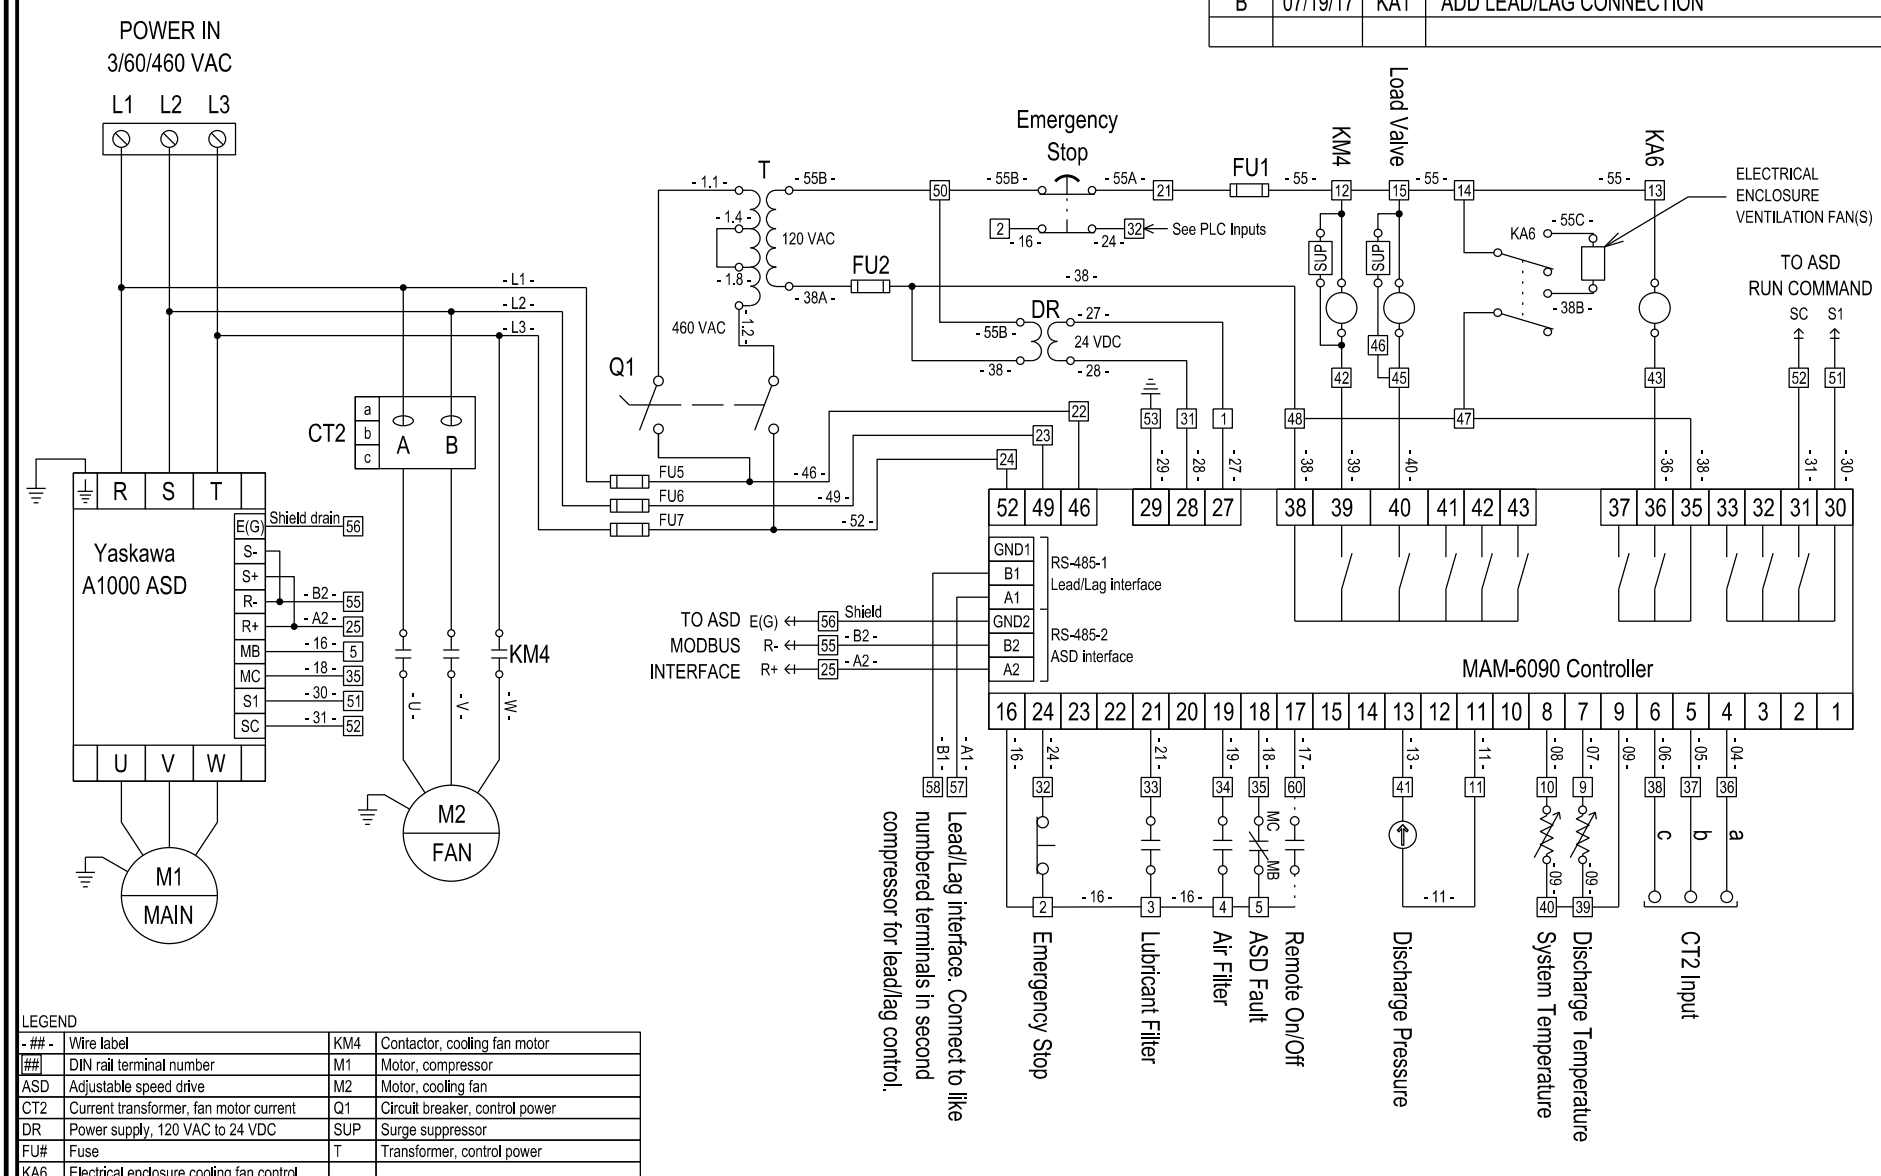 B 07/19/17 KAT ADD LEAD/LAG CONNECTION
POWER IN
3/60/460 VAC
L1 L2 L3
Emergency
Stop
Load Valve
KM4
KA6
T
- 1.1 -
- 55B -
50
- 55B -
- 55A -
21
FU1
- 55 -
12
15
- 55 -
14
- 55 -
13
ELECTRICAL
ENCLOSURE
VENTILATION FAN(S)
- 1.4 -
120 VAC
2
- 16 -
- 24 -
32
See PLC Inputs
SUP
SUP
KA6
- 55C -
- 38B -
- 1.8 -
- 38A -
FU2
- 38 -
TO ASD
RUN COMMAND
SC S1
- L1 -
- L2 -
- L3 -
460 VAC
- 1.2 -
DR
- 55B -
- 27 -
24 VDC
- 38 -
- 28 -
46
Q1
42
45
43
52
51
CT2
a
b
c
A B
22
23
24
53
31
1
48
47
FU5
FU6
FU7
- 46 -
- 49 -
- 52 -
- 29 -
- 28 -
- 27 -
- 38 -
- 39 -
- 40 -
- 36 -
- 38 -
- 31 -
- 30 -
R S T
52 49 46
29 28 27
38 39 40 41 42 43
37 36 35 33 32 31 30
Yaskawa
A1000 ASD
E(G) Shield drain 56
S-
S+
R- - B2 - 55
R+ - A2 - 25
MB - 16 - 5
MC - 18 - 35
S1 - 30 - 51
SC - 31 - 52
U V W
KM4
- U -
- V -
- W -
GND1
B1
A1
RS-485-1
Lead/Lag interface
GND2
B2
A2
RS-485-2
ASD interface
TO ASD
MODBUS
INTERFACE
E(G) 56 Shield
R- 55 - B2 -
R+ 25 - A2 -
MAM-6090 Controller
16 24 23 22 21 20 19 18 17 15 14 13 12 11 10 8 7 9 6 5 4 3 2 1
- B1 -
- A1 -
- 16 -
- 24 -
- 21 -
- 19 -
- 18 -
- 17 -
- 13 -
- 11 -
- 08 -
- 07 -
- 09 -
- 06 -
- 05 -
- 04 -
58 57 32 33 34 35 60 41 11 10 9 38 37 36
MC
MB
c
b
a
- 09 -
- 09 -
2
- 16 -
3
- 16 -
4
5
- 11 -
40
39
Lead/Lag interface. Connect to like
numbered terminals in second
compressor for lead/lag control.
Emergency Stop
Lubricant Filter
Air Filter
ASD Fault
Remote On/Off
Discharge Pressure
System Temperature
Discharge Temperature
CT2 Input
M2
FAN
M1
MAIN
LEGEND
- ## - Wire label KM4 Contactor, cooling fan motor
## DIN rail terminal number M1 Motor, compressor
ASD Adjustable speed drive M2 Motor, cooling fan
CT2 Current transformer, fan motor current Q1 Circuit breaker, control power
DR Power supply, 120 VAC to 24 VDC SUP Surge suppressor
FU# Fuse T Transformer, control power
KA6 Electrical enclosure cooling fan control